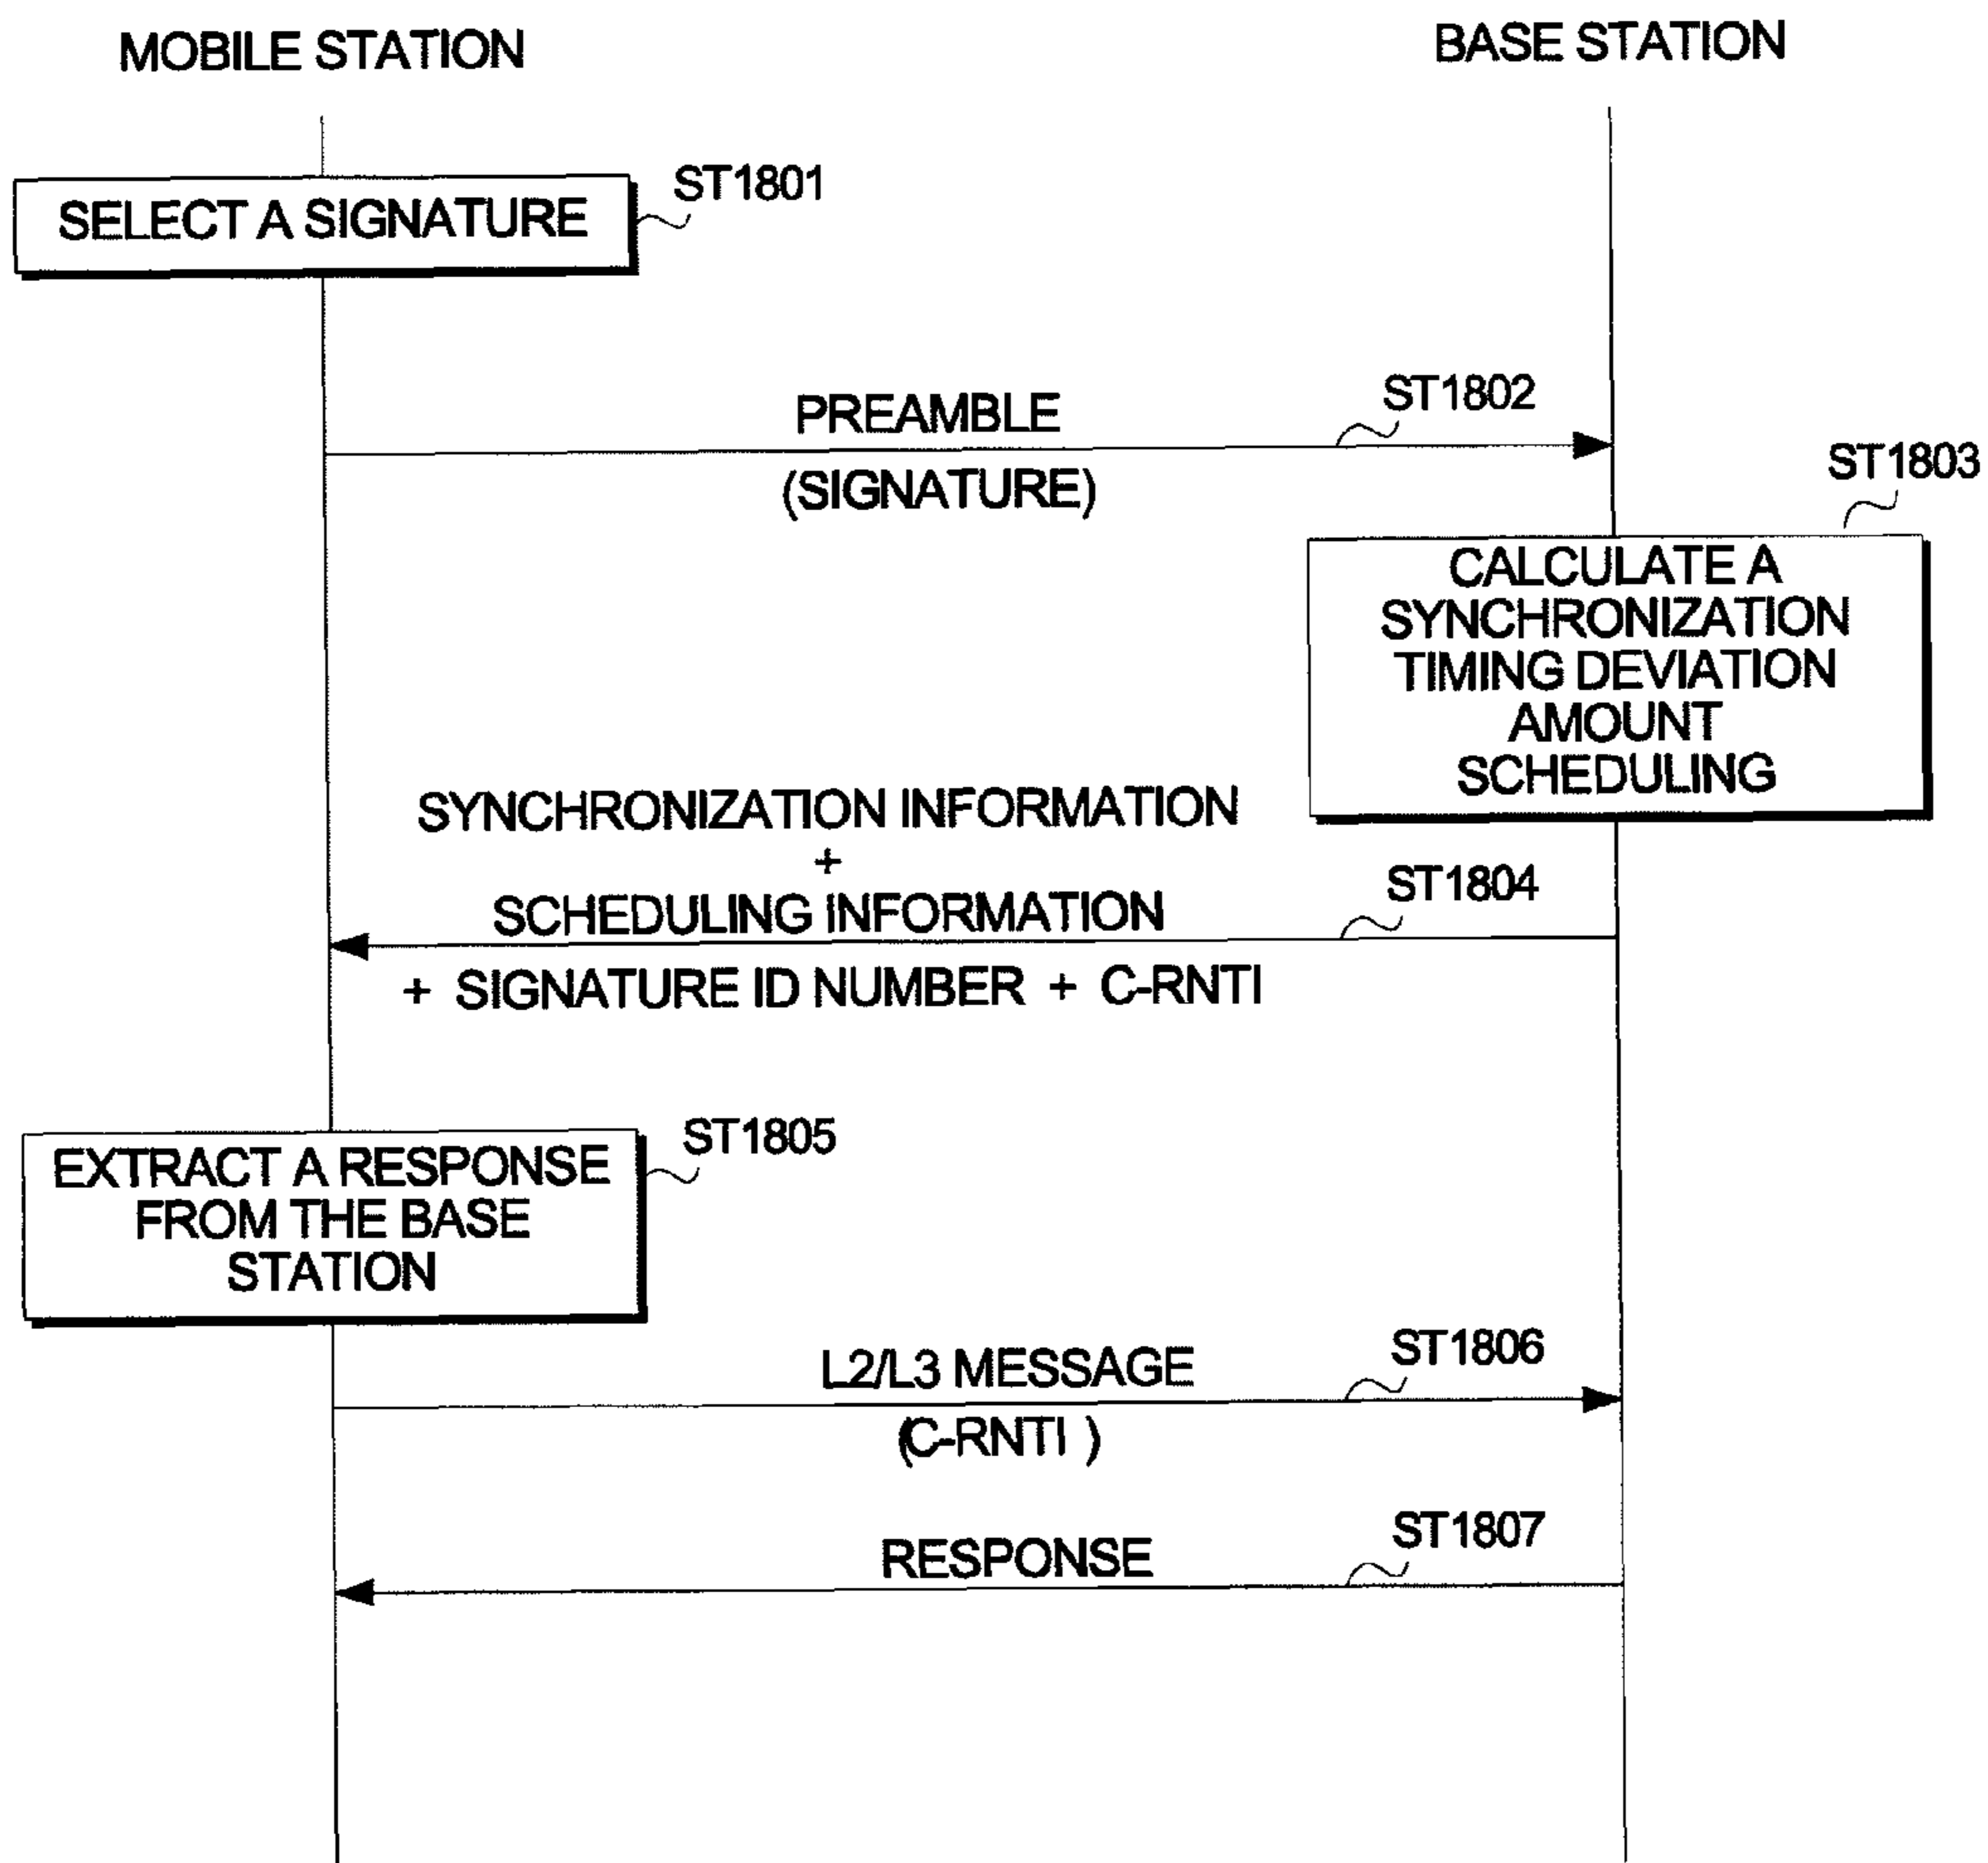 MOBILE STATION
BASE STATION
ST1801
SELECT A SIGNATURE
ST1802
PREAMBLE
(SIGNATURE)
ST1803
CALCULATE A
SYNCHRONIZATION
TIMING DEVIATION
AMOUNT
SCHEDULING
SYNCHRONIZATION INFORMATION
+
SCHEDULING INFORMATION
ST1804
+ SIGNATURE ID NUMBER + C-RNTI
ST1805
EXTRACT A RESPONSE
FROM THE BASE
STATION
L2/L3 MESSAGE
ST1806
(C-RNTI )
ST1807
RESPONSE